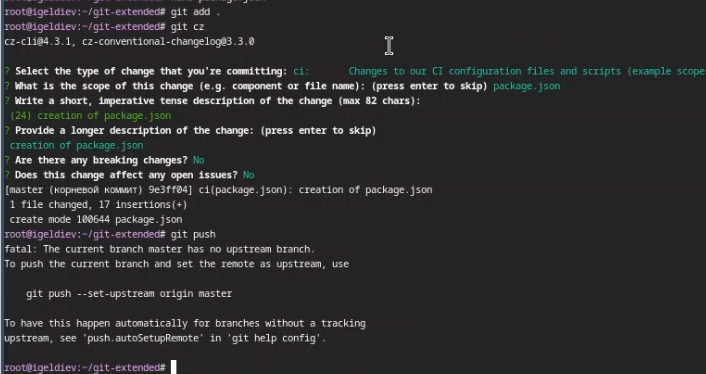 root@igeldiev:~/git-extended# git add .
root@igeldiev:~/git-extended# git cz
cz-cli@4.3.1, cz-conventional-changelog@3.3.0
? Select the type of change that you're committing: ci: Changes to our CI configuration files and scripts (example scope
? What is the scope of this change (e.g. component or file name): (press enter to skip) package.json
? Write a short, imperative tense description of the change (max 82 chars):
(24) creation of package.json
? Provide a longer description of the change: (press enter to skip)
creation of package.json
? Are there any breaking changes? No
? Does this change affect any open issues? No
[master (корневой коммит) 9e3ff04] ci(package.json): creation of package.json
1 file changed, 17 insertions(+)
create mode 100644 package.json
root@igeldiev:~/git-extended# git push
fatal: The current branch master has no upstream branch.
To push the current branch and set the remote as upstream, use
git push --set-upstream origin master
To have this happen automatically for branches without a tracking
upstream, see 'push.autoSetupRemote' in 'git help config'.
root@igeldiev:~/git-extended#